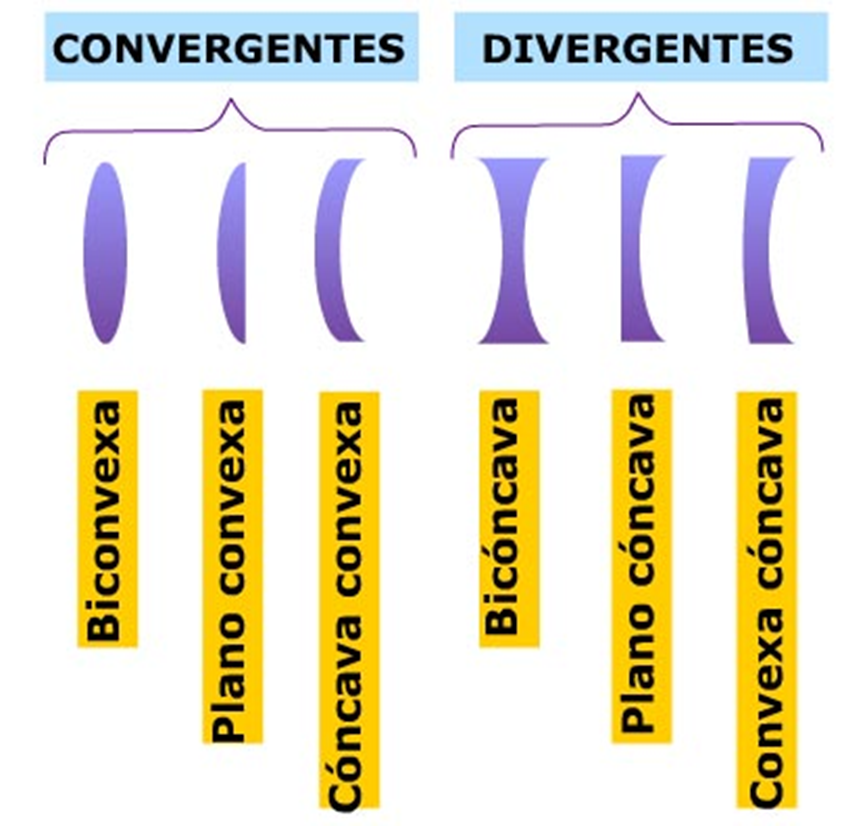 CONVERGENTES
DIVERGENTES
Biconvexa
Plano convexa
Cóncava convexa
Bicóncava
Plano cóncava
Convexa cóncava